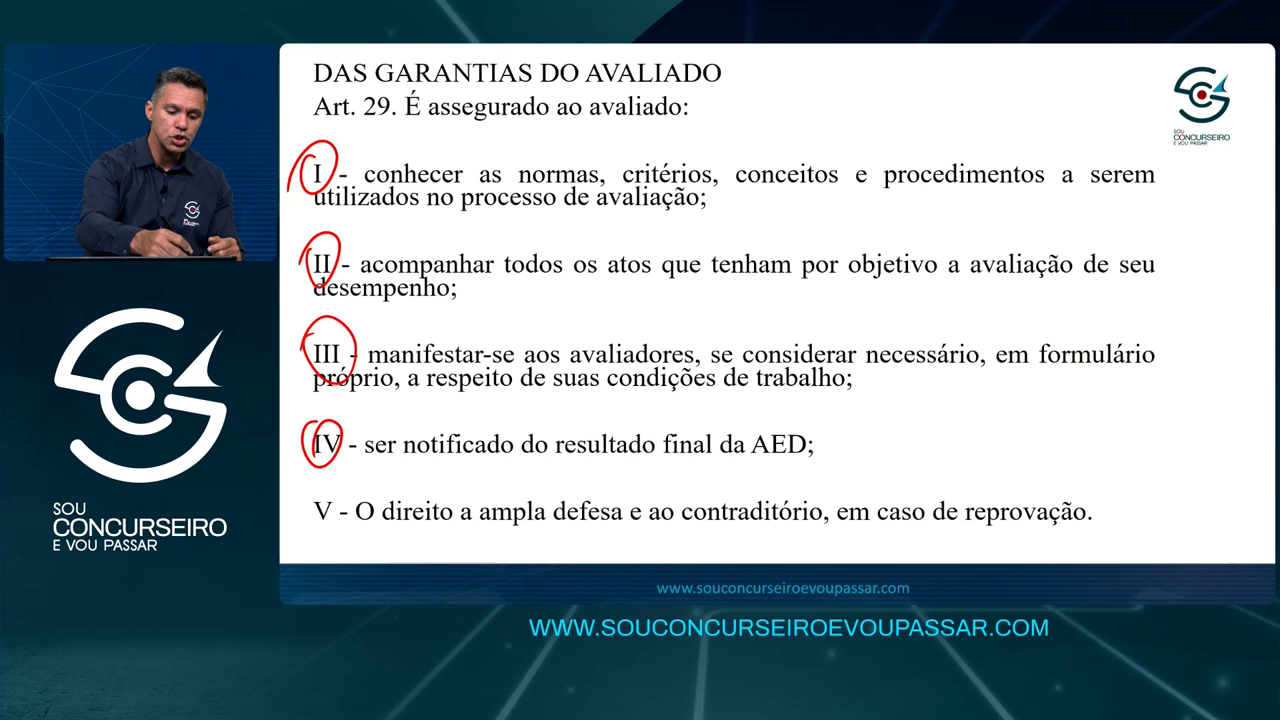 DAS GARANTIAS DO AVALIADO
Art. 29. É assegurado ao avaliado:
I - conhecer as normas, critérios, conceitos e procedimentos a serem
utilizados no processo de avaliação;
II - acompanhar todos os atos que tenham por objetivo a avaliação de seu
desempenho;
III - manifestar-se aos avaliadores, se considerar necessário, em formulário
próprio, a respeito de suas condições de trabalho;
IV - ser notificado do resultado final da AED;
V - O direito a ampla defesa e ao contraditório, em caso de reprovação.
SOU
CONCURSEIRO
E VOU PASSAR
SOU
CONCURSEIRO
E VOU PASSAR
www.souconcurseiroevoupassar.com
WWW.SOUCONCURSEIROEVOUPASSAR.COM